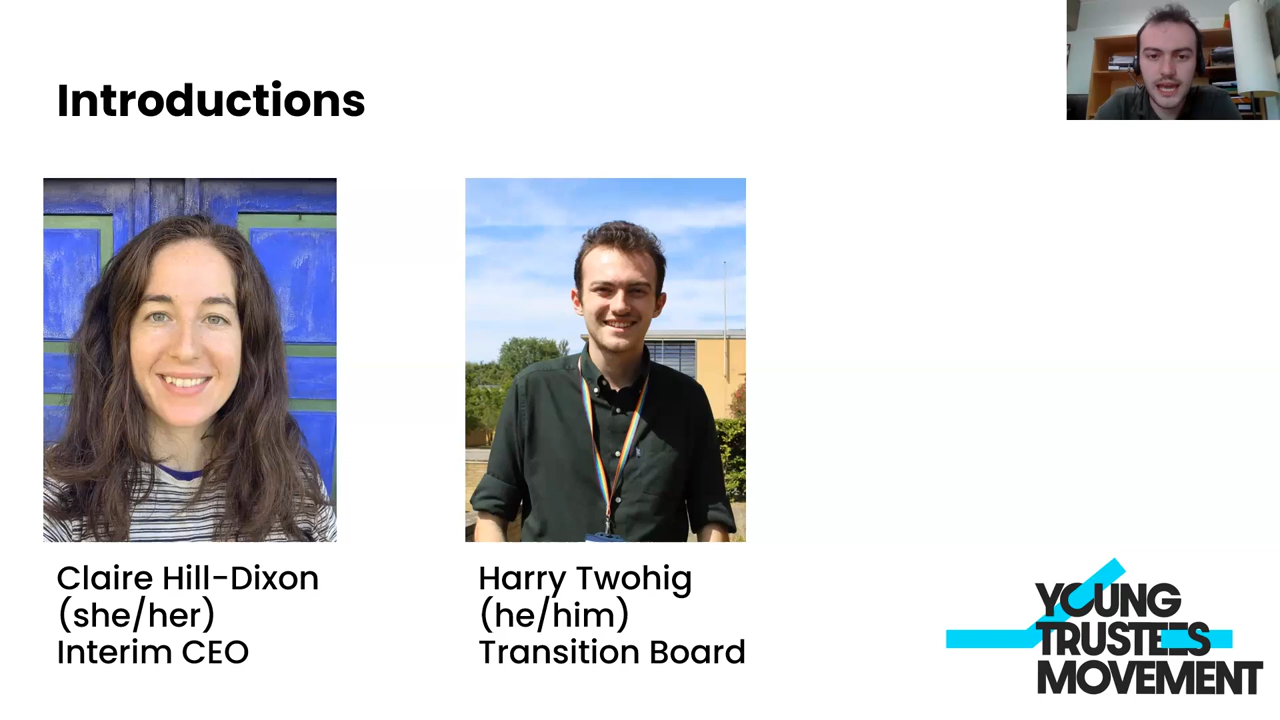 Introductions
Claire Hill-Dixon
(she/her)
Interim CEO
Harry Twohig
(he/him)
Transition Board
YOUNG
TRUSTEES
MOVEMENT